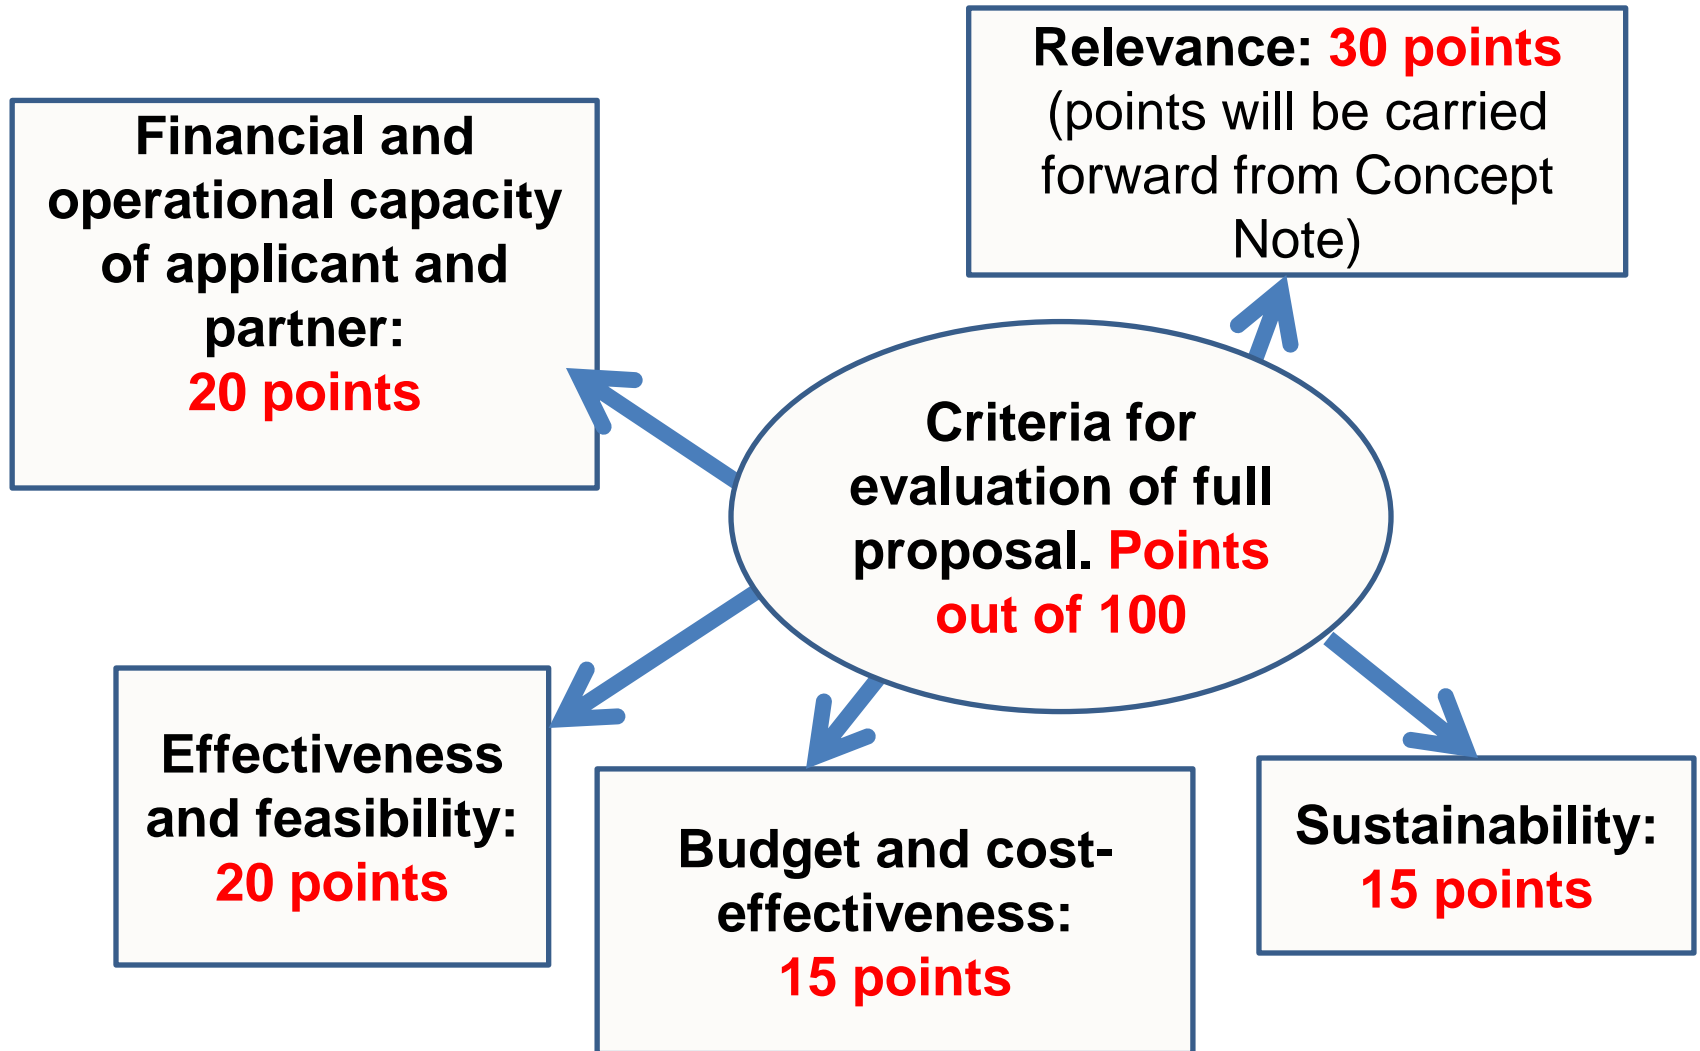 Relevance: 30 points
(points will be carried
forward from Concept
Note)
Financial and
operational capacity
of applicant and
partner:
20 points
Criteria for
evaluation of full
proposal. Points
out of 100
Effectiveness
and feasibility:
20 points
Budget and cost-
effectiveness:
15 points
Sustainability:
15 points